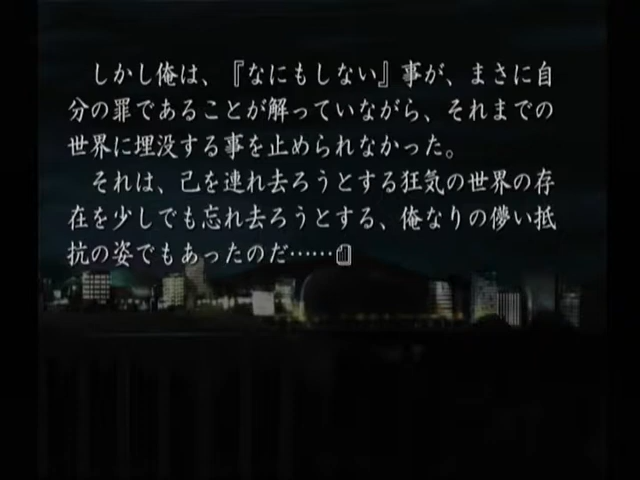 しかし俺は、『なにもしない』事が、まさに自
分の罪であることが解っていながら、それまでの
世界に埋没する事を止められなかった。
それは、己を連れ去ろうとする狂気の世界の存
在を少しでも忘れ去ろうとする、俺なりの儚い抵
抗の姿でもあったのだ……